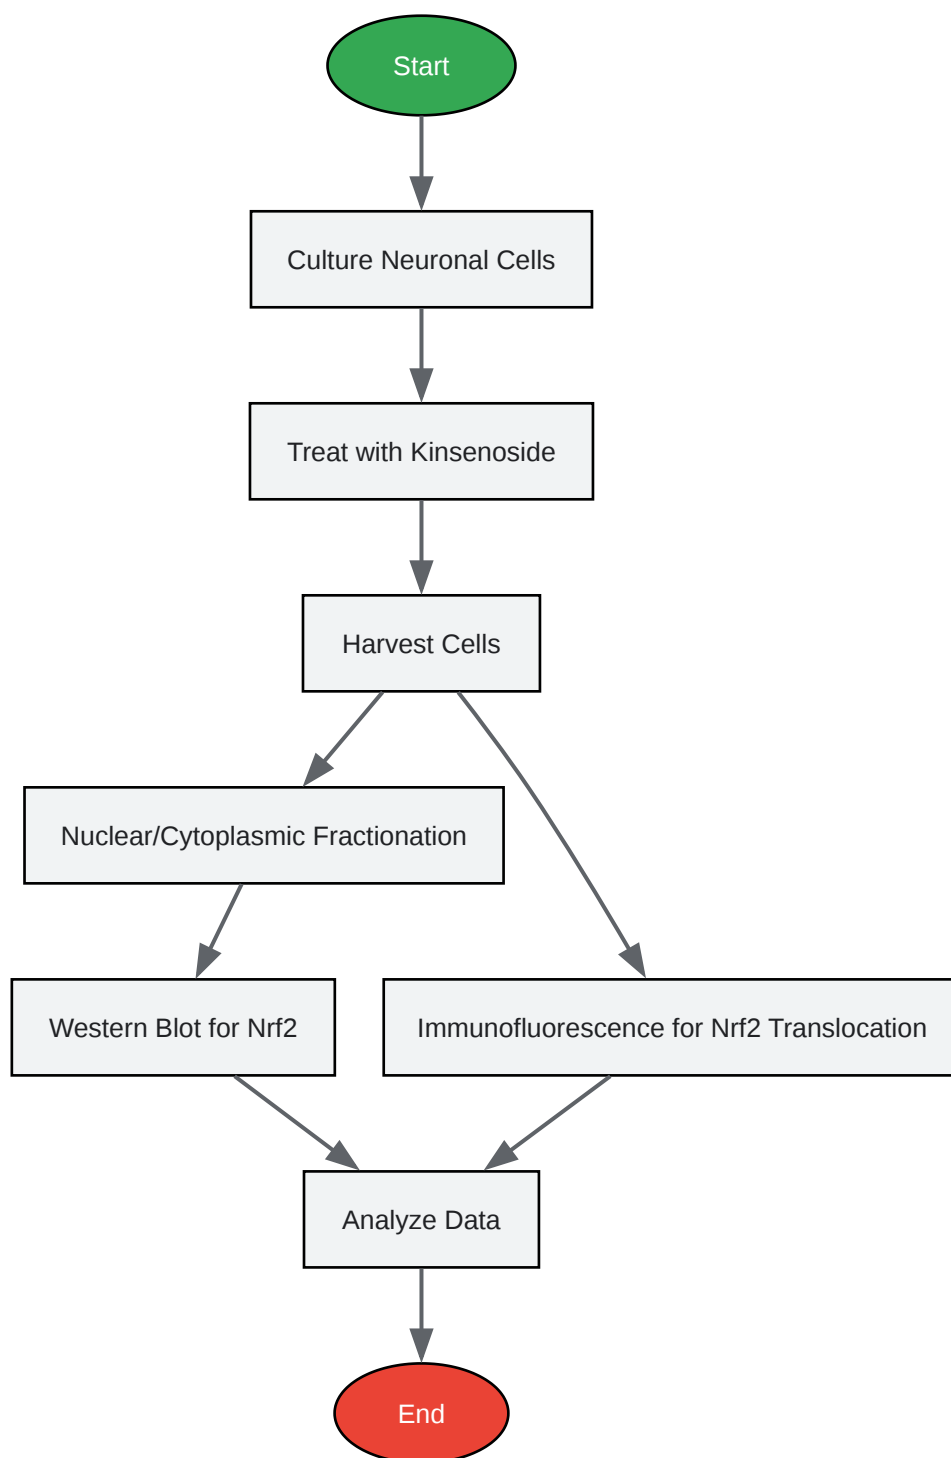 Start
Culture Neuronal Cells
Treat with Kinsenoside
Harvest Cells
Nuclear/Cytoplasmic Fractionation
Western Blot for Nrf2
Immunofluorescence for Nrf2 Translocation
Analyze Data
End